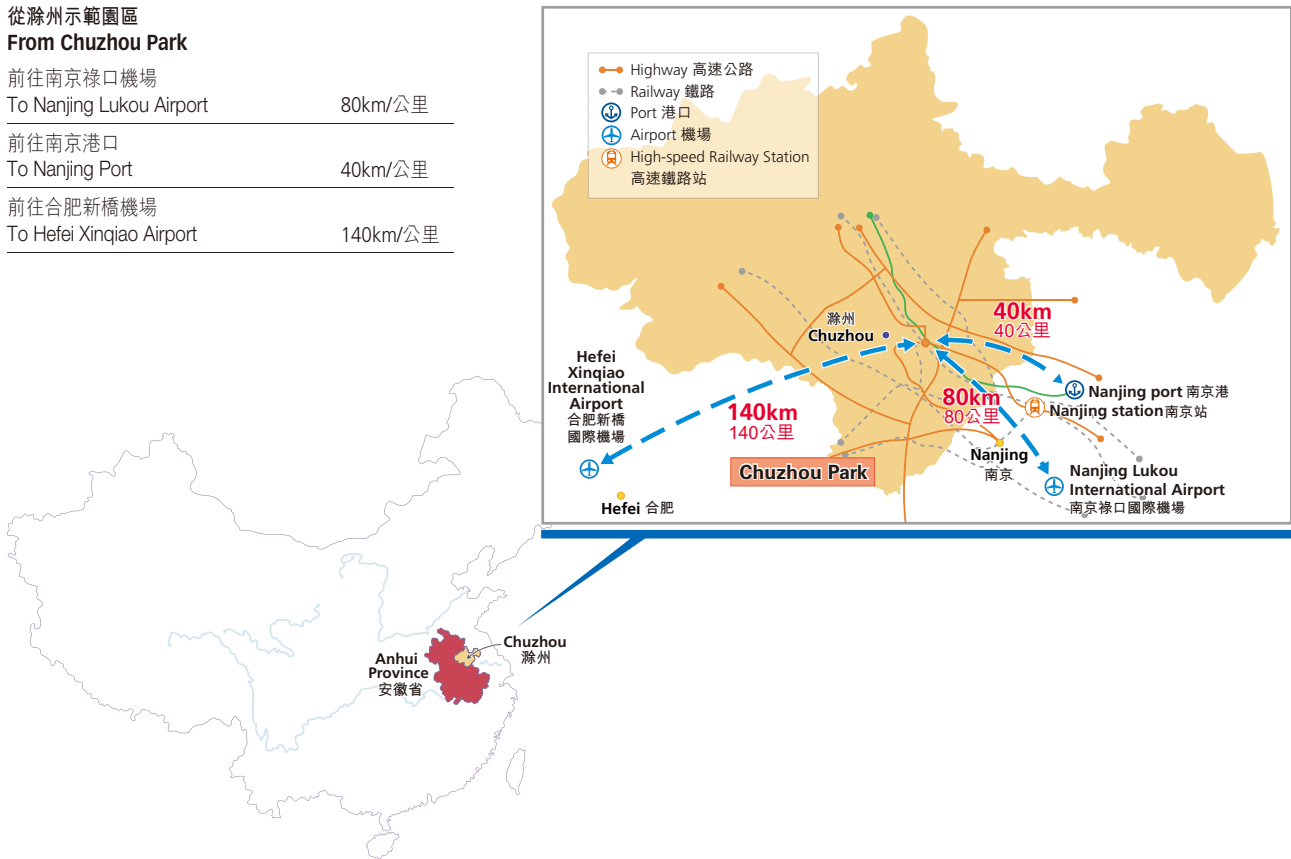 從滁州示範園區
From Chuzhou Park
前往南京祿口機場
To Nanjing Lukou Airport 80km/公里
前往南京港口
To Nanjing Port 40km/公里
前往合肥新橋機場
To Hefei Xinqiao Airport 140km/公里
Highway 高速公路
Railway 鐵路
Port 港口
Airport 機場
High-speed Railway Station
高速鐵路站
滁州
Chuzhou
40km
40公里
Hefei
Xinqiao
International
Airport
合肥新橋
國際機場
140km
140公里
80km
80公里
Nanjing port 南京港
Nanjing station 南京站
Chuzhou Park
Nanjing
南京
Nanjing Lukou
International Airport
南京祿口國際機場
Hefei 合肥
Chuzhou
滁州
Anhui
Province
安徽省